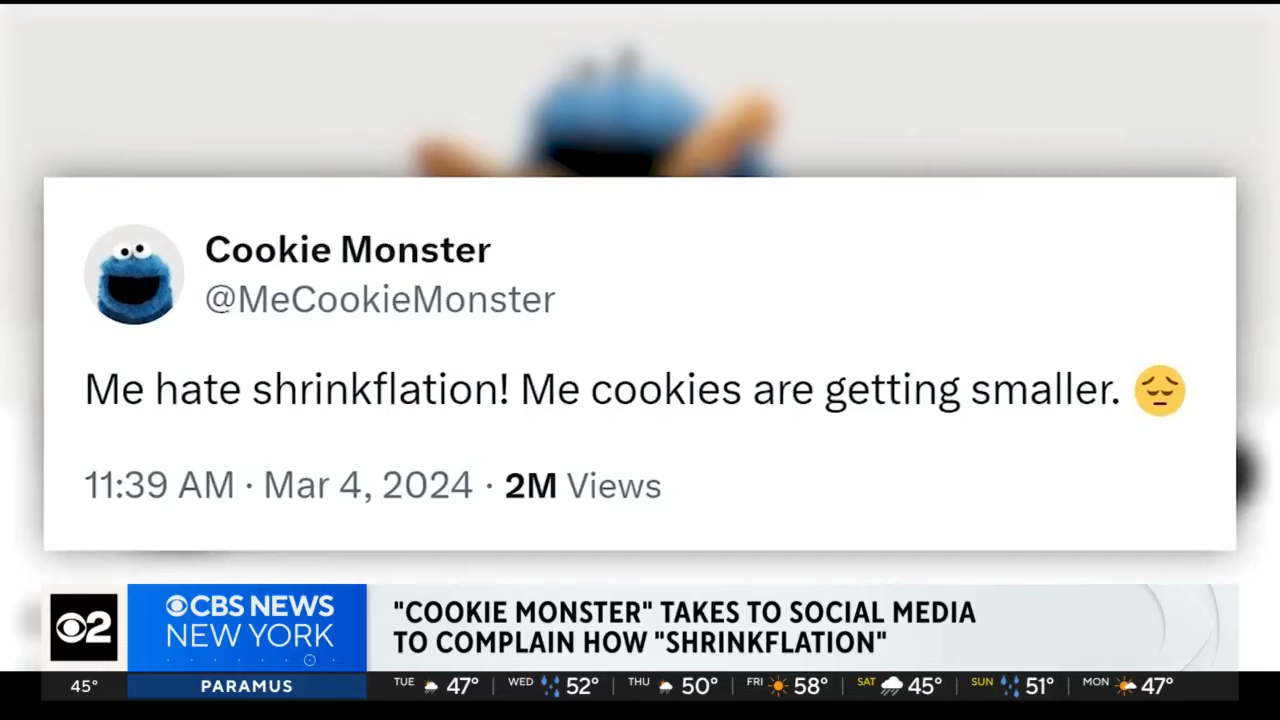 Cookie Monster
@MeCookieMonster
Me hate shrinkflation! Me cookies are getting smaller. 😔
11:39 AM · Mar 4, 2024 · 2M Views
2
CBS NEWS
NEW YORK
"COOKIE MONSTER" TAKES TO SOCIAL MEDIA
TO COMPLAIN HOW "SHRINKFLATION"
45° PARAMUS TUE 47° WED 52° THU 50° FRI 58° SAT 45° SUN 51° MON 47°